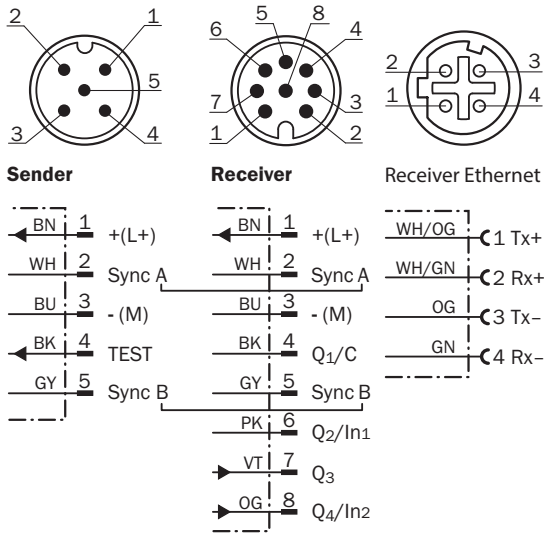 2 1
5
3 4
5 8
6 4
7 3
1 2
2 3
1 4
Sender
BN 1 +(L+)
WH 2 Sync A
BU 3 - (M)
BK 4 TEST
GY 5 Sync B
Receiver
BN 1 +(L+)
WH 2 Sync A
BU 3 - (M)
BK 4 Q1/C
GY 5 Sync B
PK 6 Q2/In1
VT 7 Q3
OG 8 Q4/In2
Receiver Ethernet
WH/OG 1 Tx+
WH/GN 2 Rx+
OG 3 Tx–
GN 4 Rx–